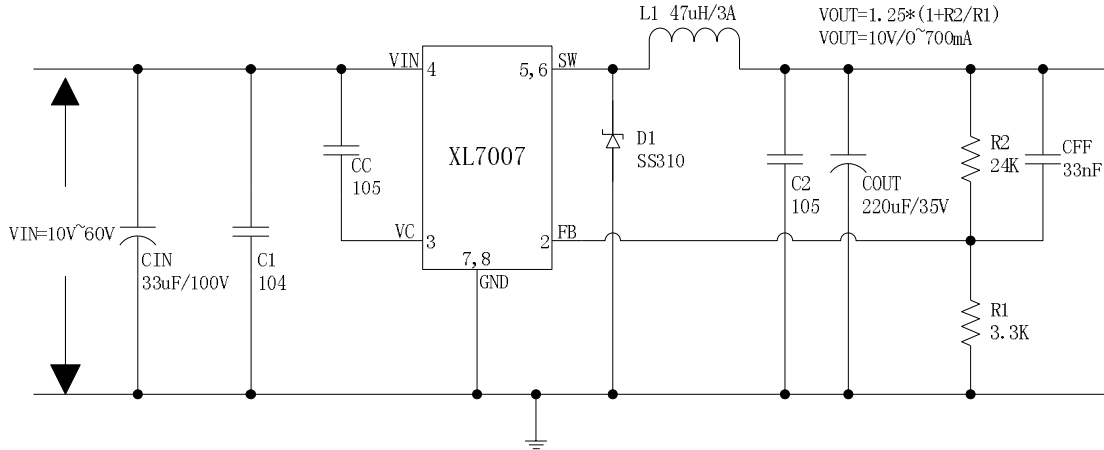 L1 47uH/3A
VOUT=1.25*(1+R2/R1)
VOUT=10V/0~700mA
VIN
4
5,6
SW
XL7007
CC
105
D1
SS310
R2
24K
CFF
33nF
C2
105
COUT
220uF/35V
VIN=10V~60V
VC
3
2
FB
CIN
33uF/100V
C1
104
7,8
GND
R1
3.3K